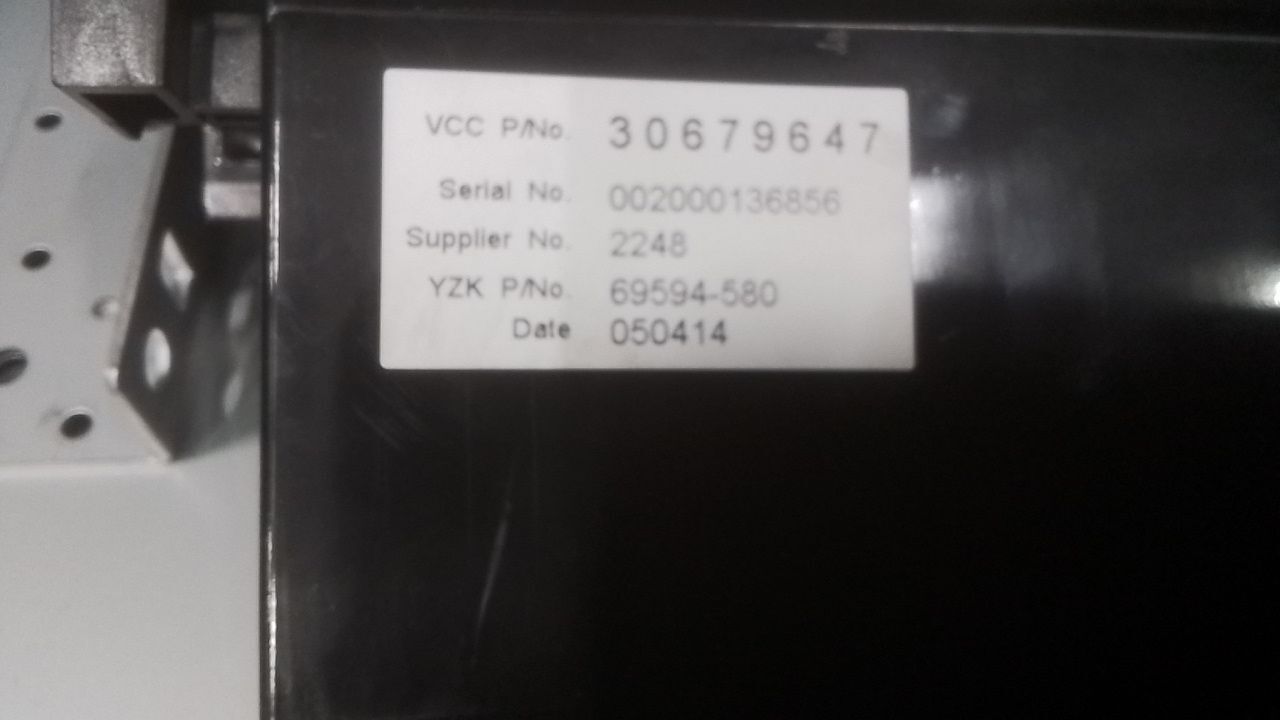 VCC P/No. 30679647
Serial No. 002000136856
Supplier No. 2248
YZK P/No. 69594-580
Date 050414